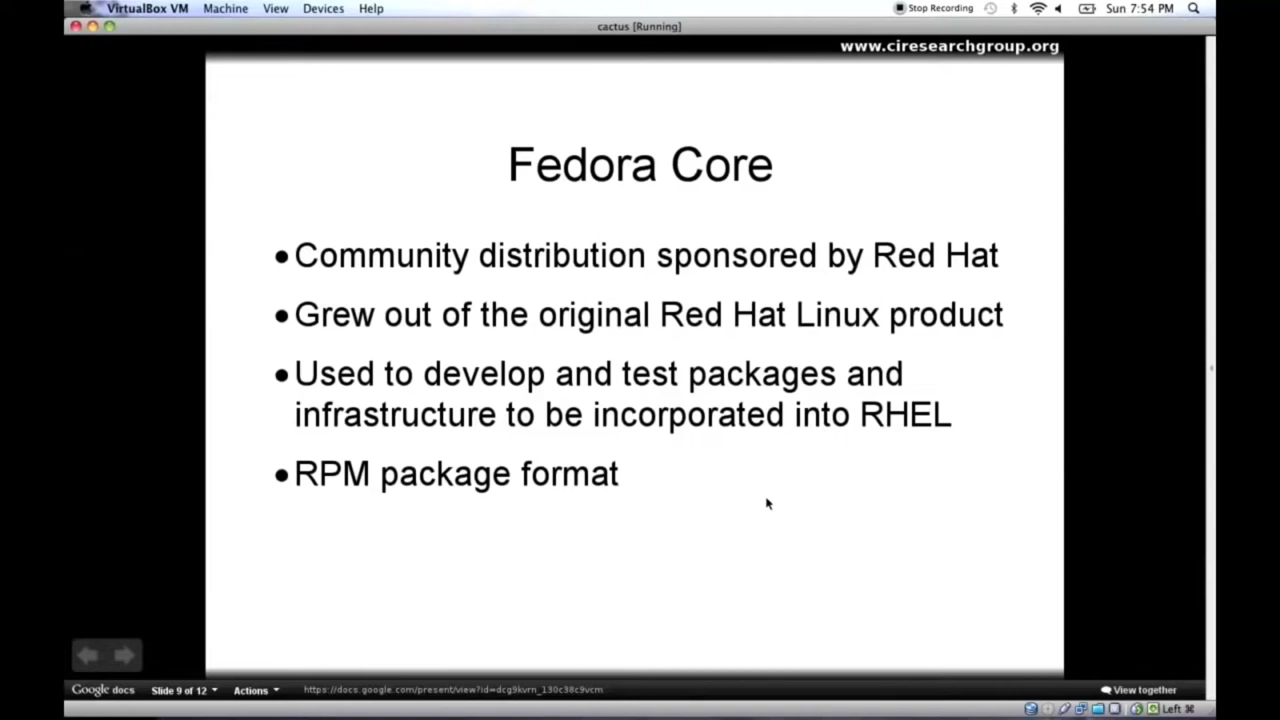 VirtualBox VM Machine View Devices Help Stop Recording Sun 7:54 PM
cactus [Running]
www.ciresearchgroup.org
Fedora Core
•Community distribution sponsored by Red Hat
•Grew out of the original Red Hat Linux product
•Used to develop and test packages and
infrastructure to be incorporated into RHEL
•RPM package format
Google docs Slide 9 of 12 Actions https://docs.google.com/present/view?id=dcg9kvrn_130c38c9vcm View together
Left ⌘